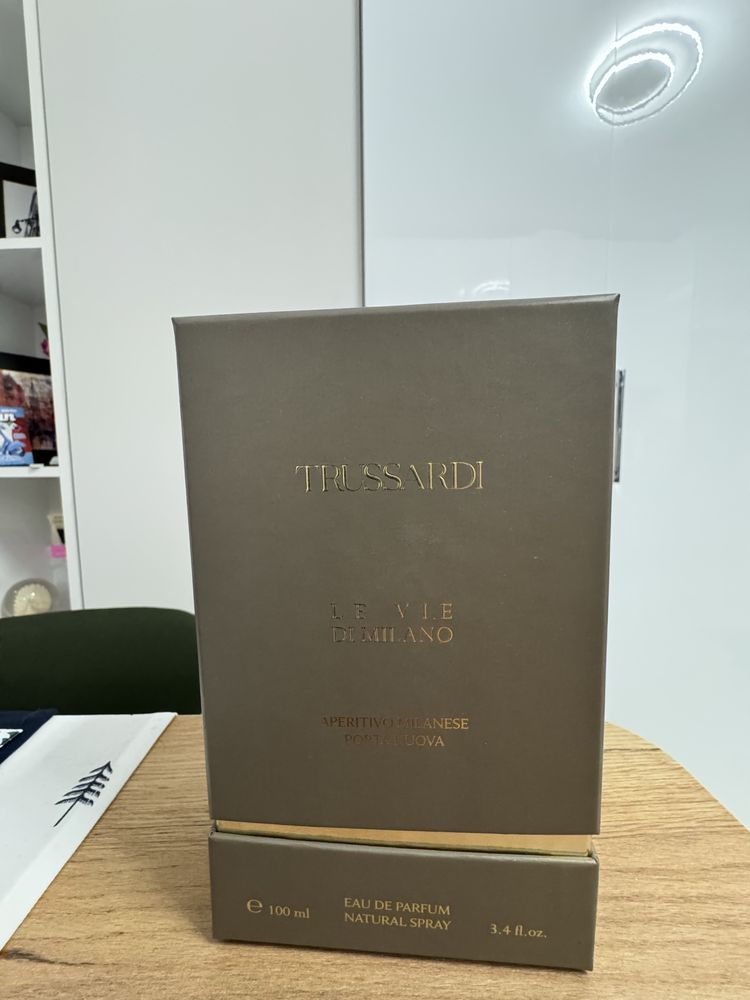 TRUSSARDI
LE VIE
DI MILANO
APERITIVO MILANESE
PORTA NUOVA
e 100 ml
EAU DE PARFUM
NATURAL SPRAY
3.4 fl.oz.